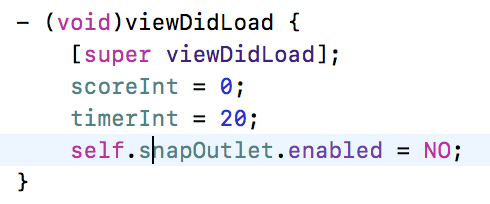 - (void)viewDidLoad {
    [super viewDidLoad];
    scoreInt = 0;
    timerInt = 20;
    self.snapOutlet.enabled = NO;
}